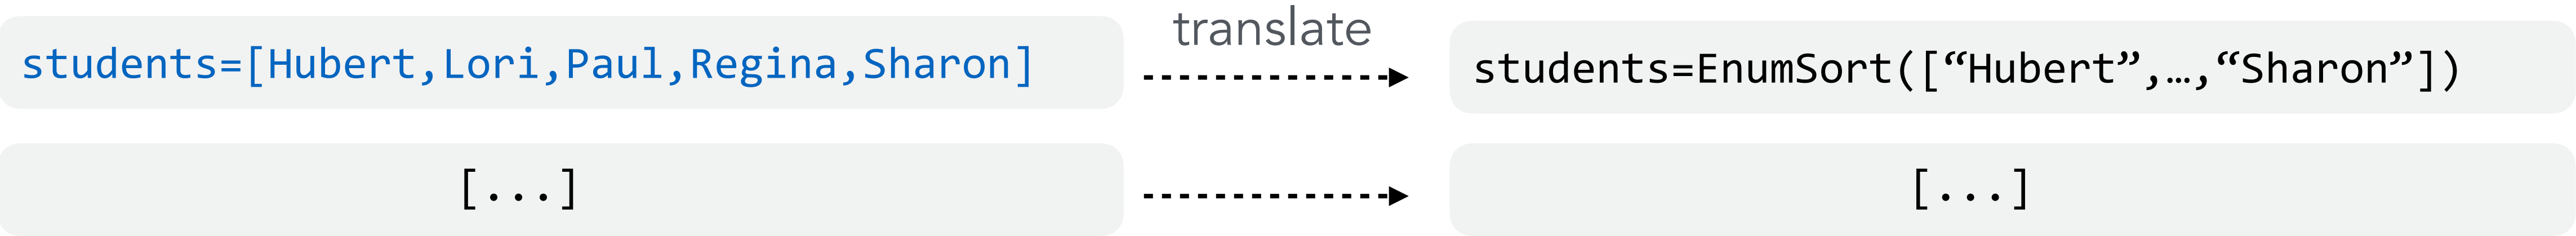 students=[Hubert,Lori,Paul,Regina,Sharon]
translate
students=EnumSort([“Hubert”,…,“Sharon”])
[...]
[...]